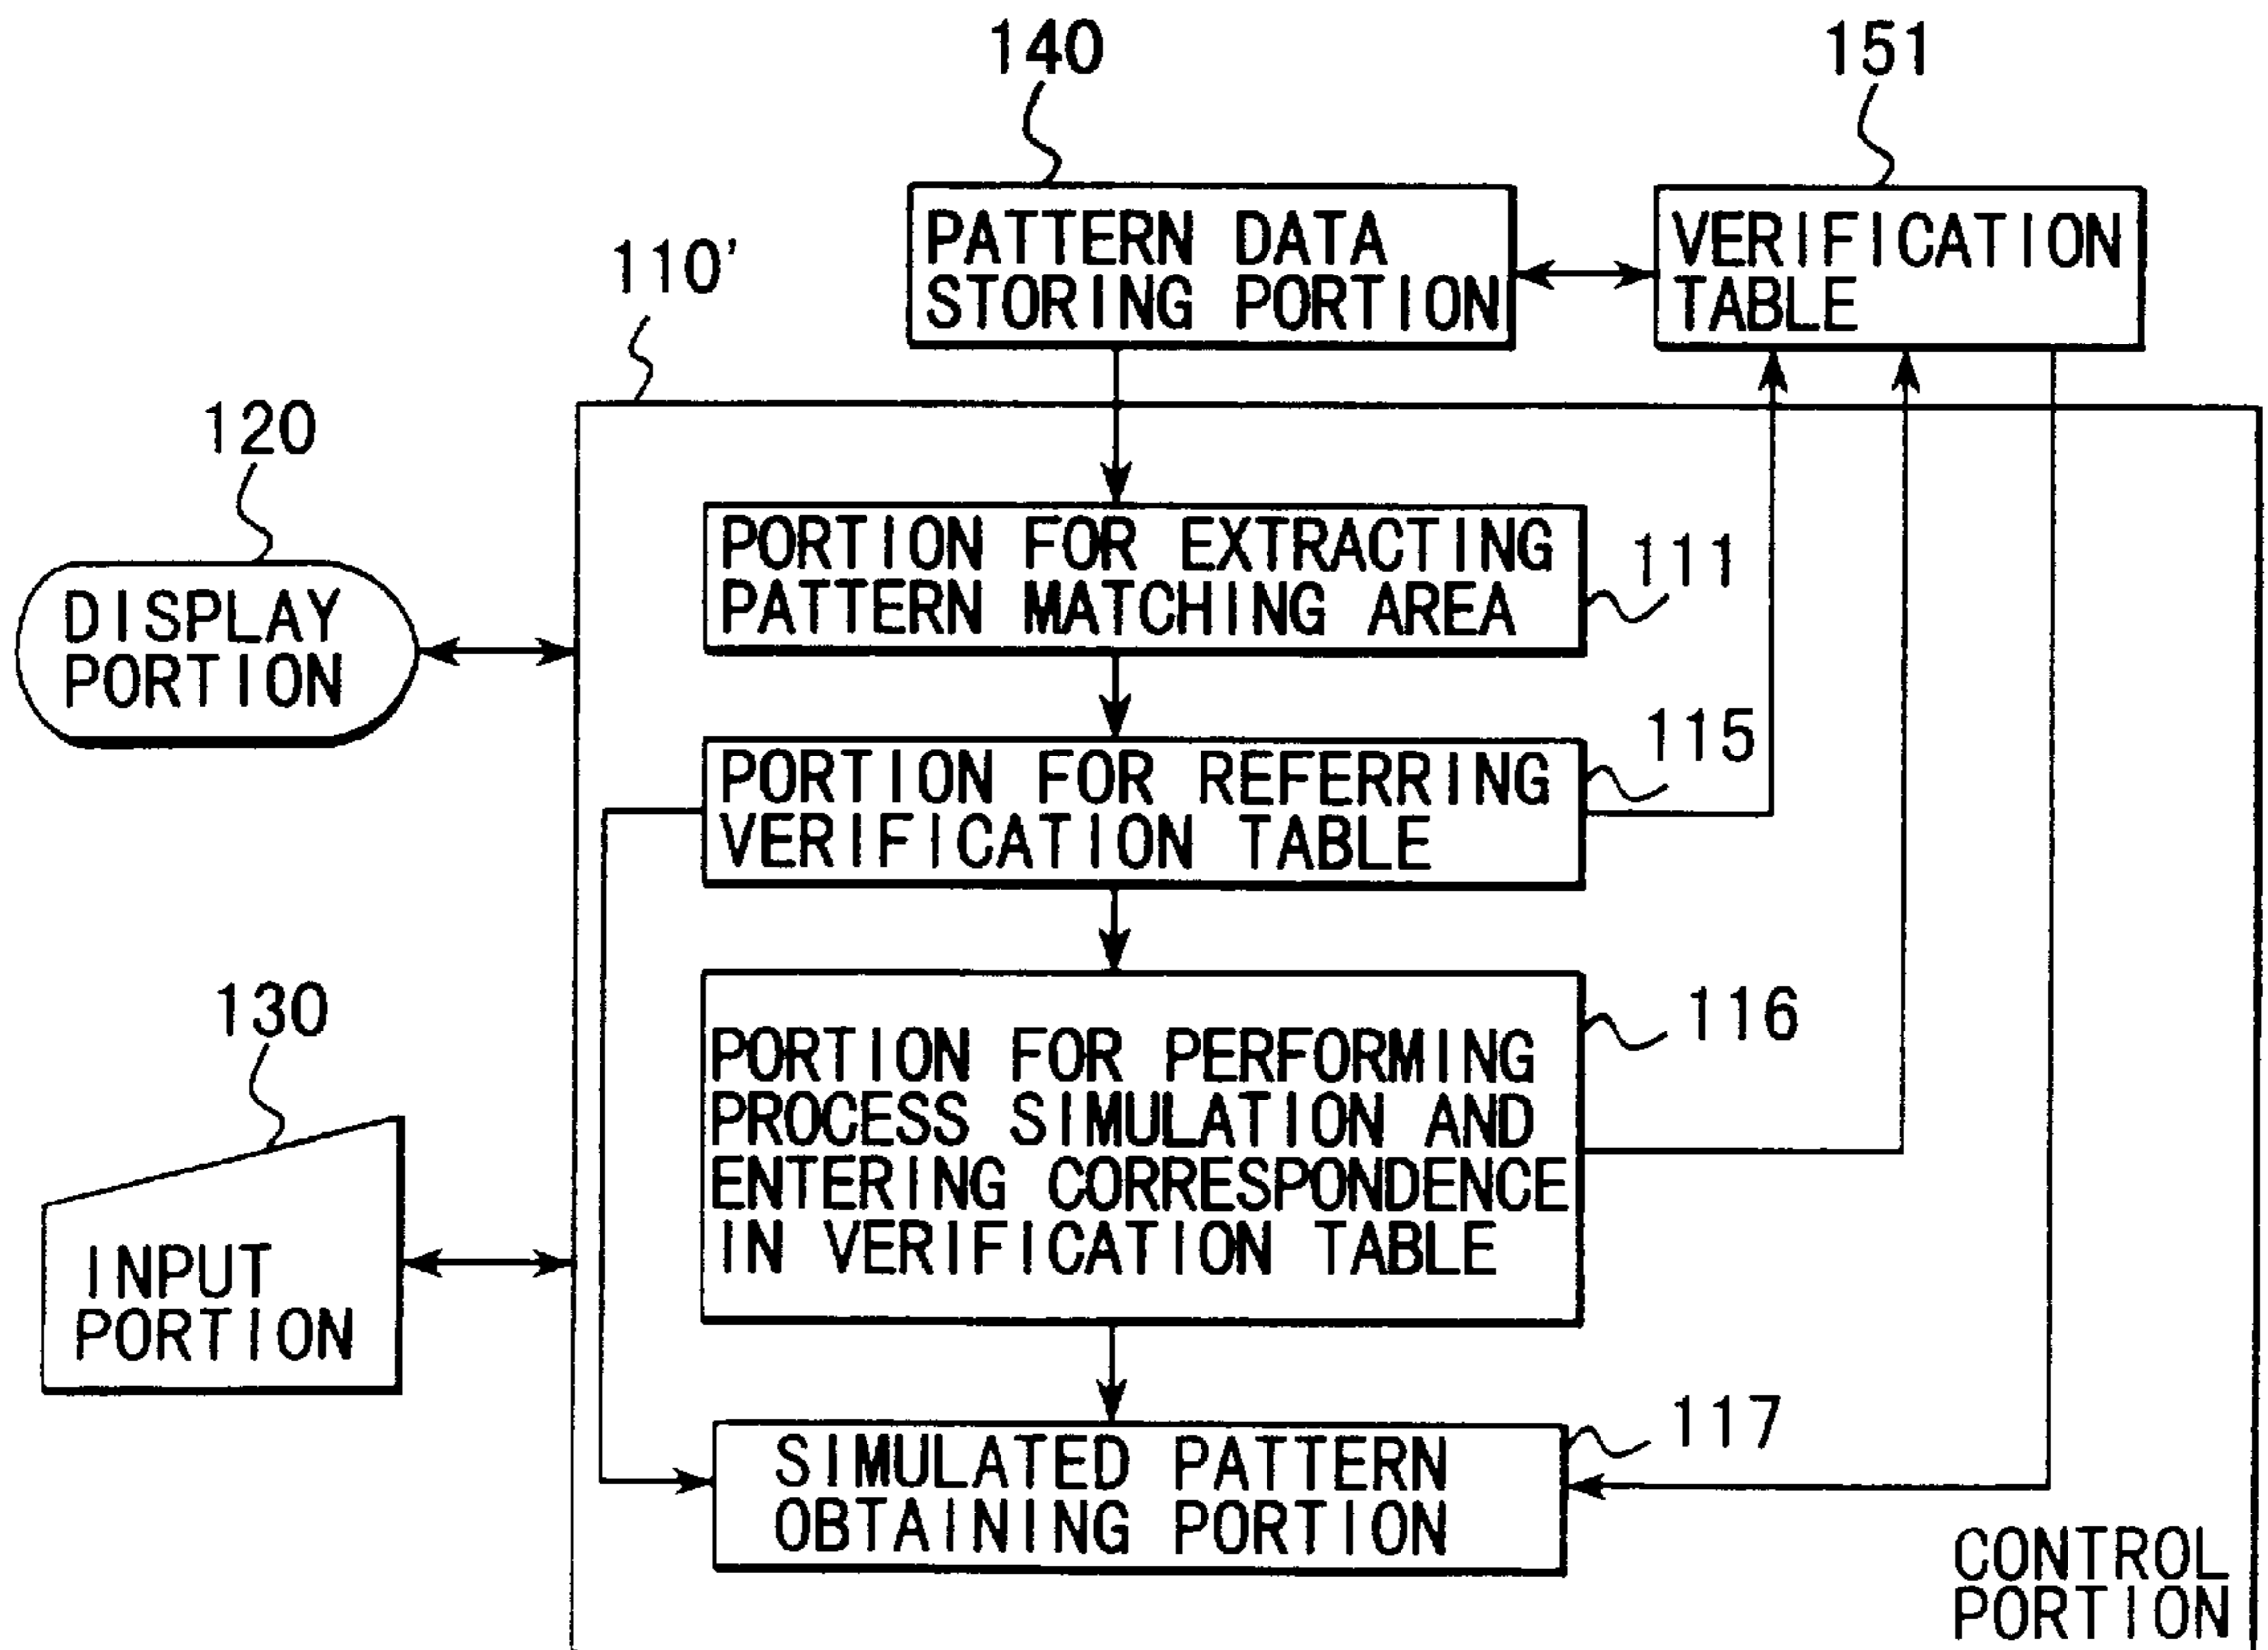 140
151
PATTERN DATA
STORING PORTION
VERIFICATION
TABLE
110'
120
DISPLAY
PORTION
PORTION FOR EXTRACTING
PATTERN MATCHING AREA
111
PORTION FOR REFERRING
VERIFICATION TABLE
115
130
INPUT
PORTION
PORTION FOR PERFORMING
PROCESS SIMULATION AND
ENTERING CORRESPONDENCE
IN VERIFICATION TABLE
116
SIMULATED PATTERN
OBTAINING PORTION
117
CONTROL
PORTION